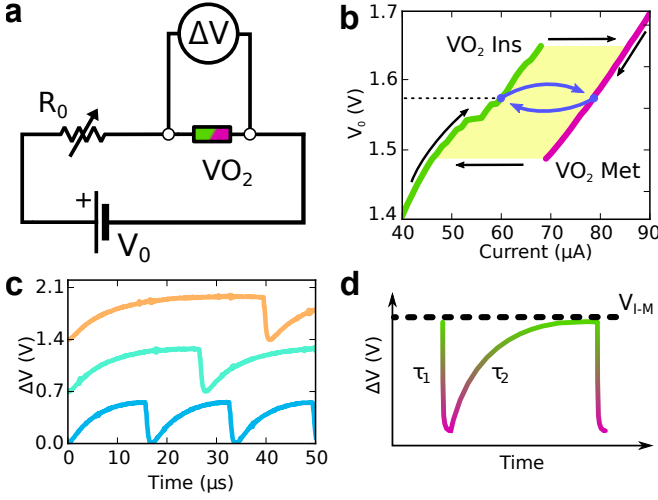 a
ΔV
R₀
VO₂
+
V₀
b
1.7
1.6
1.5
1.4
V₀ (V)
VO₂ Ins
VO₂ Met
40 50 60 70 80 90
Current (μA)
c
2.1
1.4
0.7
0.0
ΔV (V)
0 10 20 30 40 50
Time (μs)
d
V_I-M
ΔV (V)
τ₁
τ₂
Time